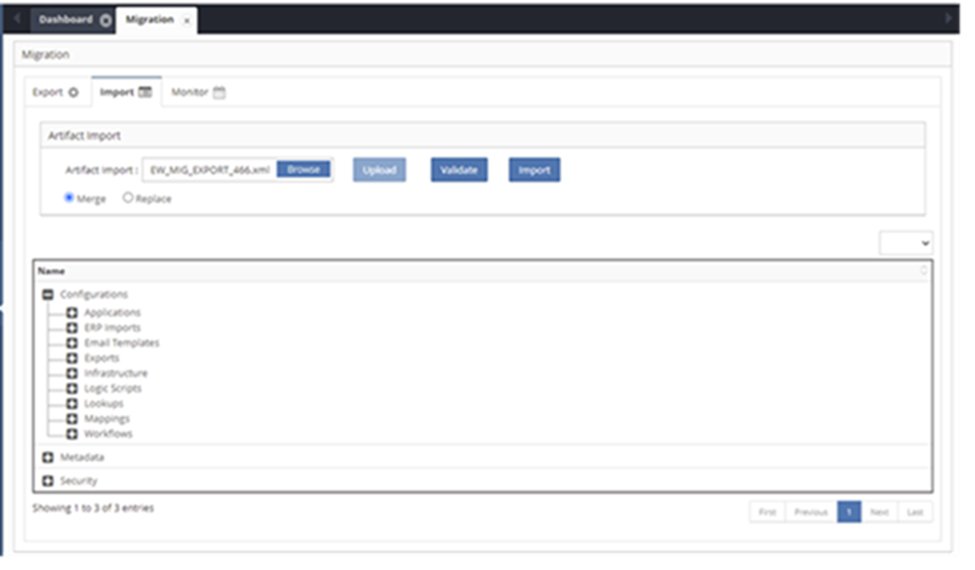 Dashboard Migration x
Migration
Export Import Monitor
Artifact Import
Artifact Import : EW_MIG_EXPORT_466.xml Browse Upload Validate Import
Merge Replace
Name
Configurations
Applications
ERP Imports
Email Templates
Exports
Infrastructure
Logic Scripts
Lookups
Mappings
Workflows
Metadata
Security
Showing 1 to 3 of 3 entries
First Previous 1 Next Last